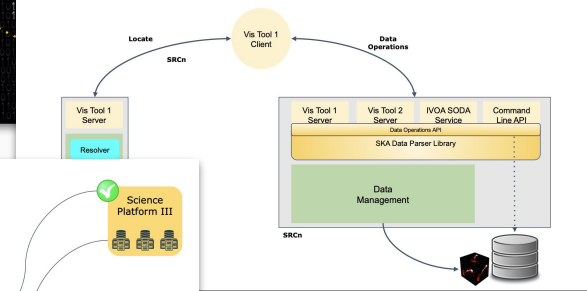 Vis Tool 1
Client
Locate
SRCn
Data
Operations
Vis Tool 1
Server
Resolver
Vis Tool 1
Server
Vis Tool 2
Server
IVOA SODA
Service
Command
Line API
Data Operations API
SKA Data Parser Library
Data
Management
SRCn
Science
Platform III